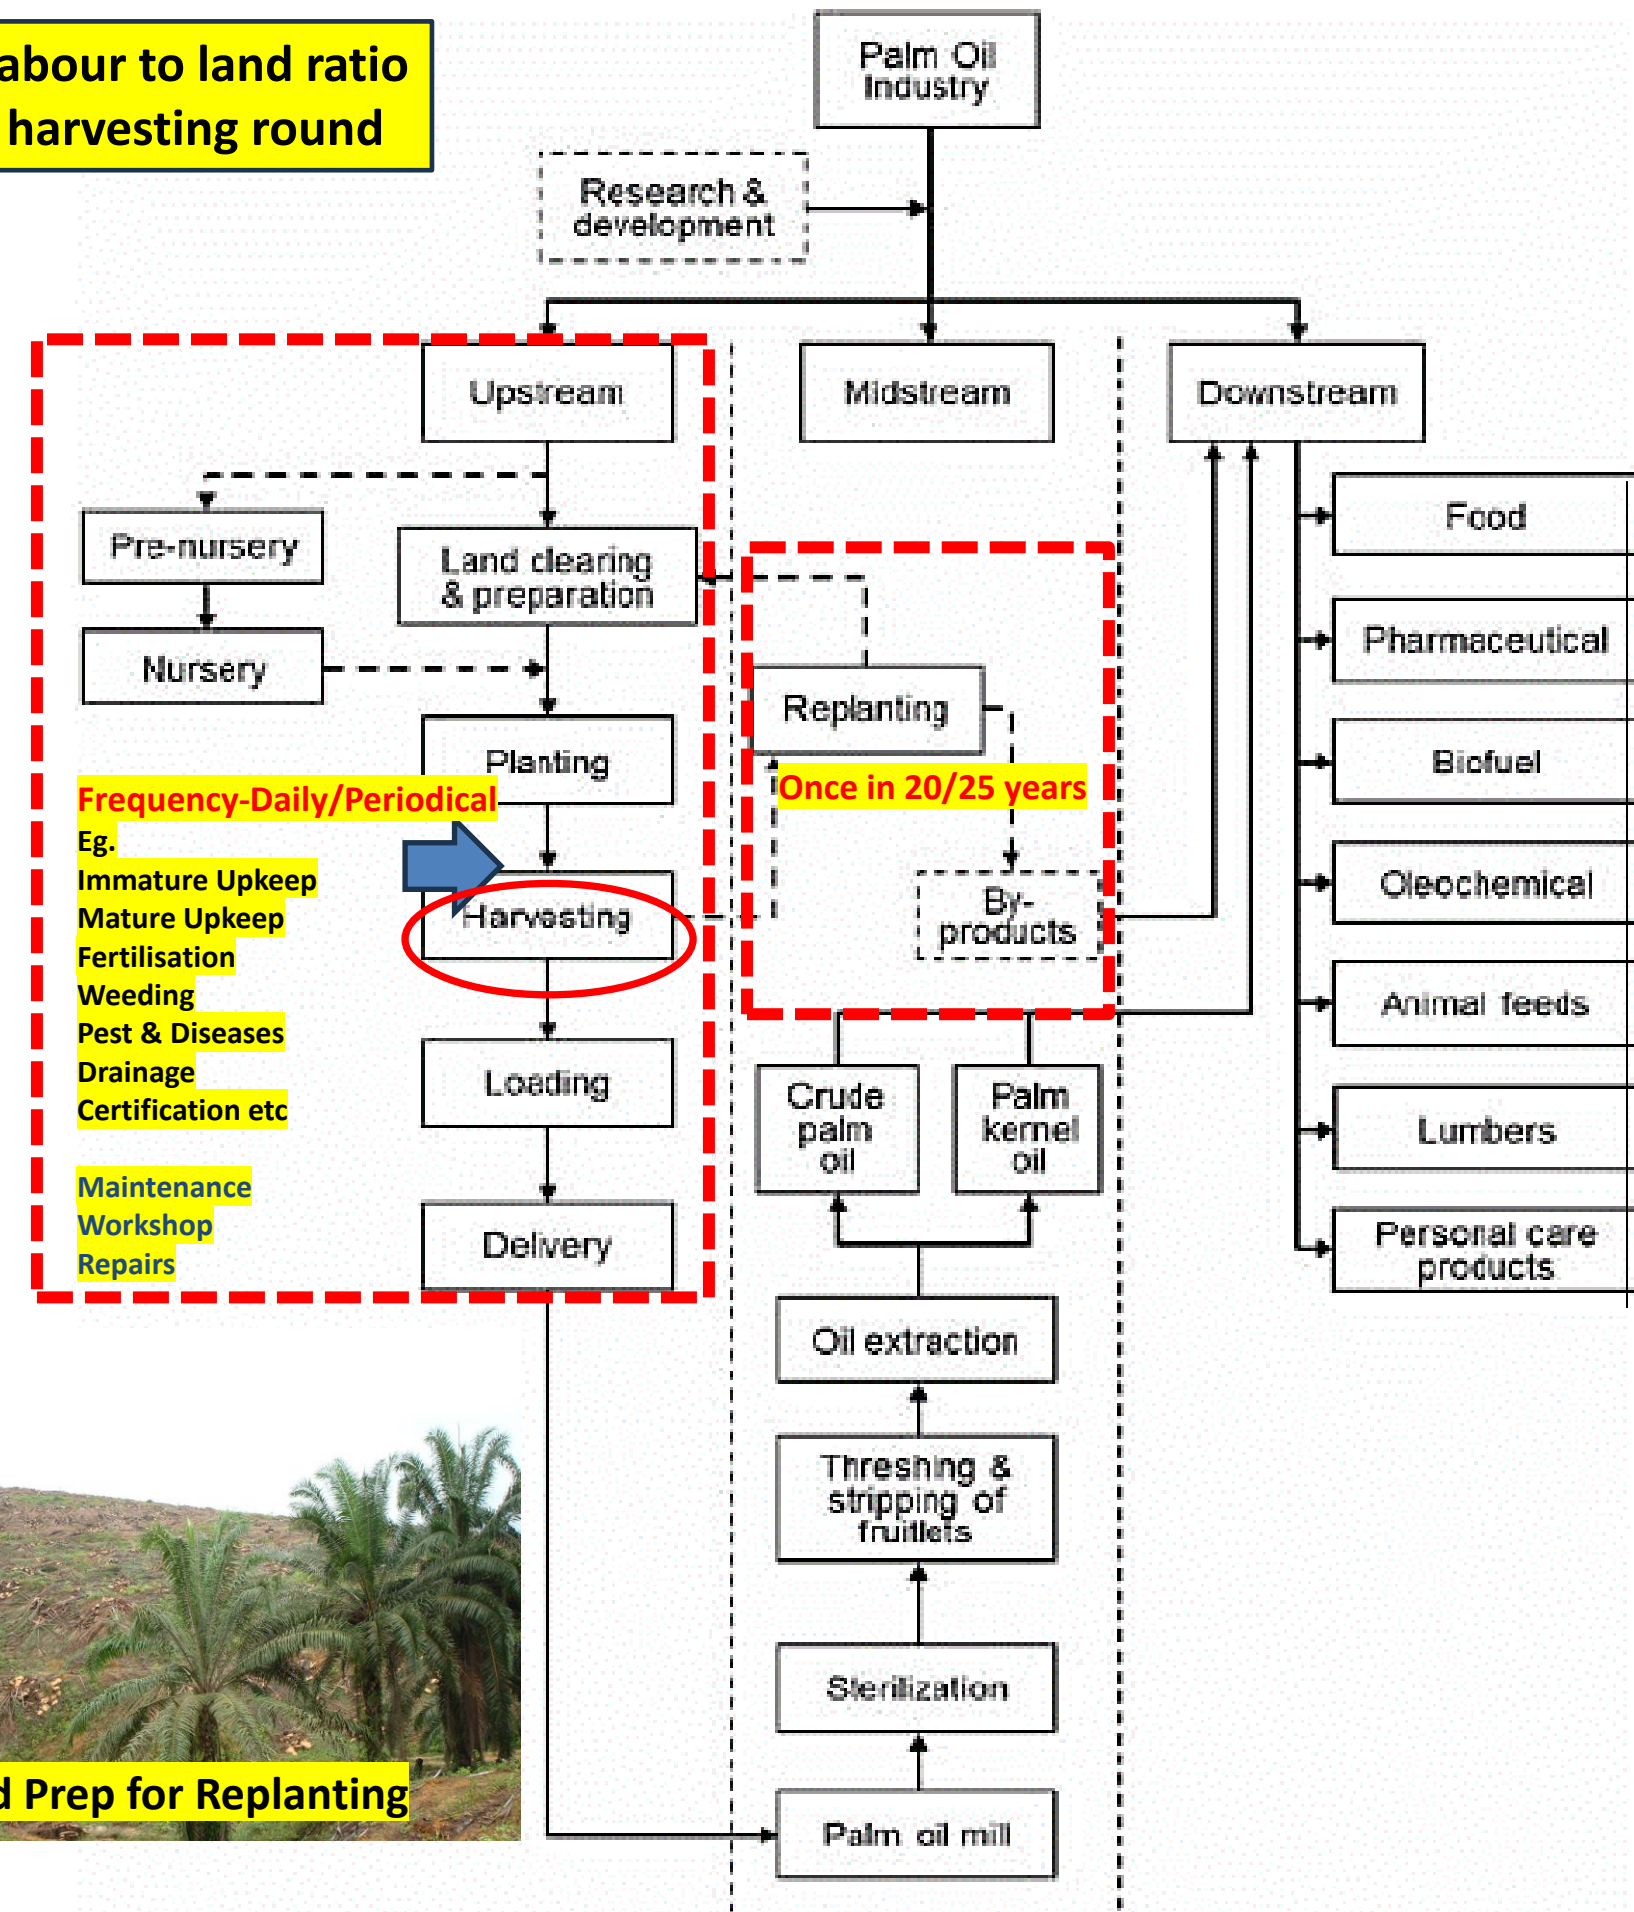 abour to land ratio
harvesting round
Palm Oil
Industry
Research &
development
Upstream
Midstream
Downstream
Pre-nursery
Land clearing
& preparation
Nursery
Replanting
Planting
Once in 20/25 years
Frequency-Daily/Periodical
Eg.
Immature Upkeep
Mature Upkeep
Fertilisation
Weeding
Pest & Diseases
Drainage
Certification etc
Maintenance
Workshop
Repairs
Harvesting
By-
products
Loading
Delivery
Crude
palm
oil
Palm
kernel
oil
Oil extraction
Threshing &
stripping of
fruitlets
Sterilization
Palm oil mill
Food
Pharmaceutical
Biofuel
Oleochemical
Animal feeds
Lumbers
Personal care
products
d Prep for Replanting